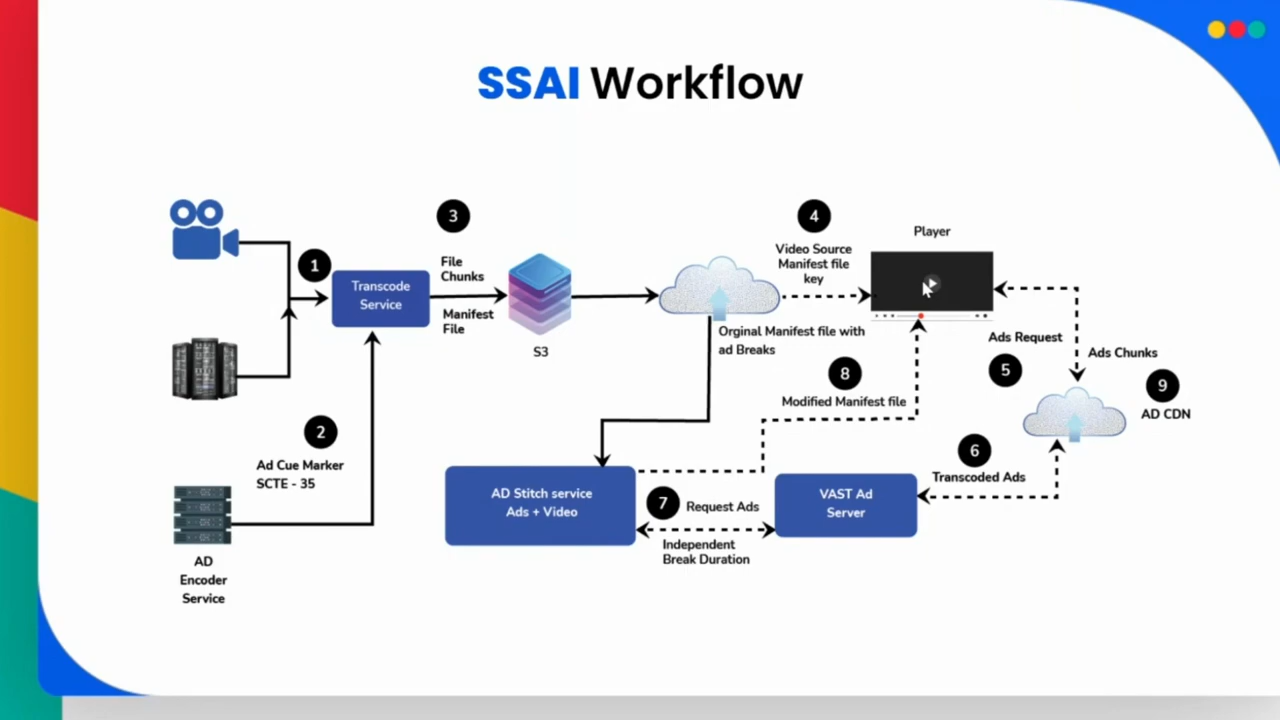 SSAI Workflow
3
4
Player
Video Source
Manifest file
key
1
File
Chunks
Transcode
Service
Manifest
File
S3
Orginal Manifest file with
ad Breaks
Ads Request
Ads Chunks
5
8
9
Modified Manifest file
AD CDN
2
Ad Cue Marker
SCTE - 35
6
Transcoded Ads
AD Stitch service
Ads + Video
7
Request Ads
VAST Ad
Server
Independent
Break Duration
AD
Encoder
Service